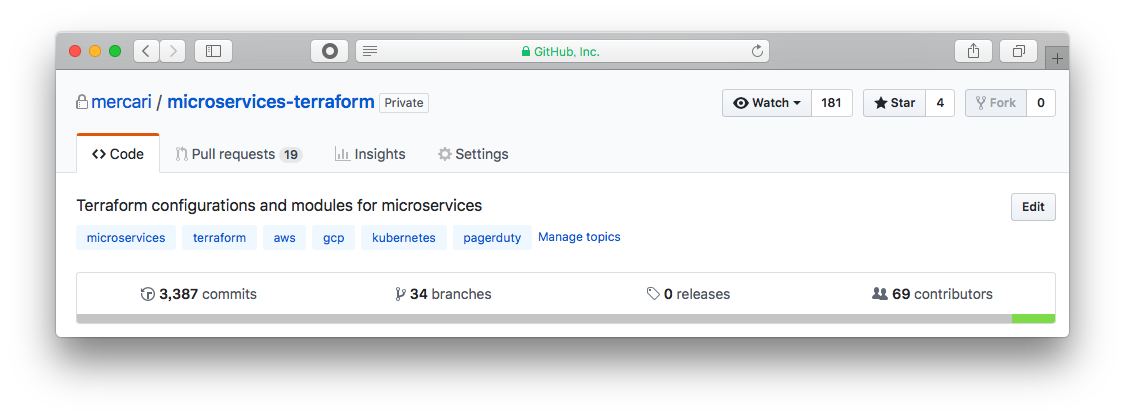 GitHub, Inc.
mercari / microservices-terraform Private Watch 181 Star 4 Fork 0
Code Pull requests 19 Insights Settings
Terraform configurations and modules for microservices Edit
microservices terraform aws gcp kubernetes pagerduty Manage topics
3,387 commits 34 branches 0 releases 69 contributors